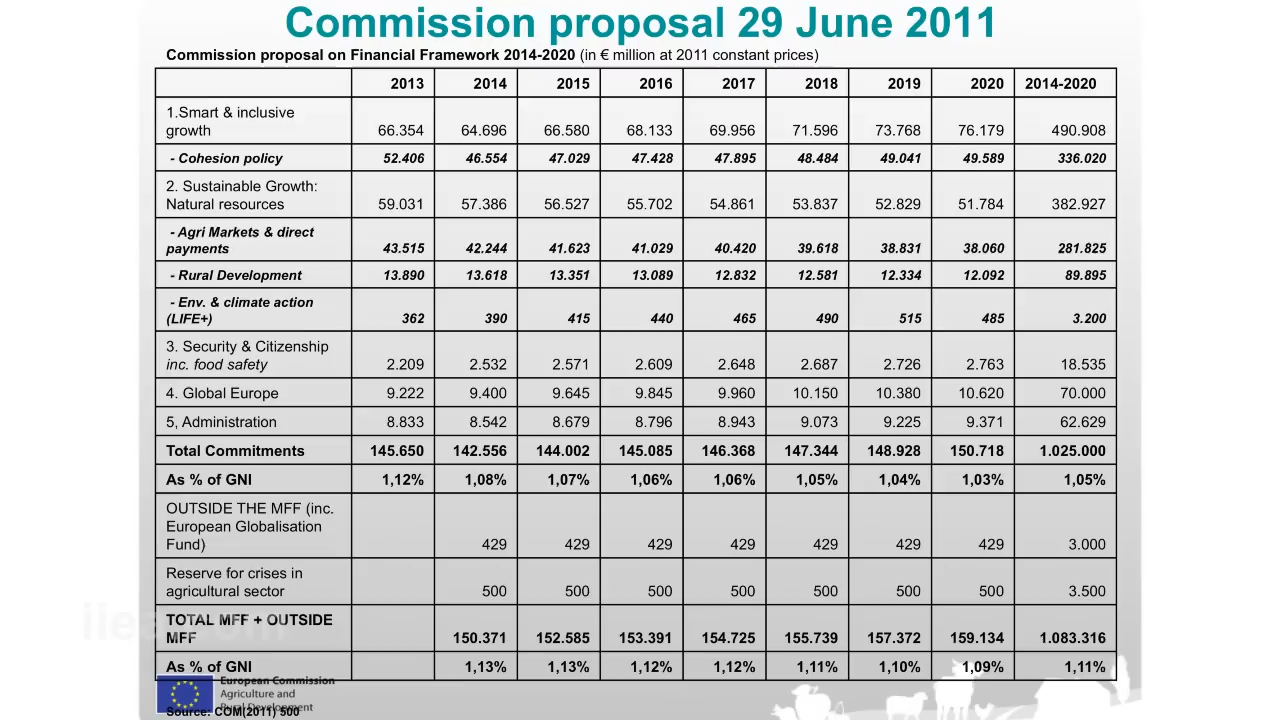 Commission proposal 29 June 2011
Commission proposal on Financial Framework 2014-2020 (in € million at 2011 constant prices)
2013 2014 2015 2016 2017 2018 2019 2020 2014-2020
1.Smart & inclusive
growth 66.354 64.696 66.580 68.133 69.956 71.596 73.768 76.179 490.908
- Cohesion policy 52.406 46.554 47.029 47.428 47.895 48.484 49.041 49.589 336.020
2. Sustainable Growth:
Natural resources 59.031 57.386 56.527 55.702 54.861 53.837 52.829 51.784 382.927
- Agri Markets & direct
payments 43.515 42.244 41.623 41.029 40.420 39.618 38.831 38.060 281.825
- Rural Development 13.890 13.618 13.351 13.089 12.832 12.581 12.334 12.092 89.895
- Env. & climate action
(LIFE+) 362 390 415 440 465 490 515 485 3.200
3. Security & Citizenship
inc. food safety 2.209 2.532 2.571 2.609 2.648 2.687 2.726 2.763 18.535
4. Global Europe 9.222 9.400 9.645 9.845 9.960 10.150 10.380 10.620 70.000
5, Administration 8.833 8.542 8.679 8.796 8.943 9.073 9.225 9.371 62.629
Total Commitments 145.650 142.556 144.002 145.085 146.368 147.344 148.928 150.718 1.025.000
As % of GNI 1,12% 1,08% 1,07% 1,06% 1,06% 1,05% 1,04% 1,03% 1,05%
OUTSIDE THE MFF (inc.
European Globalisation
Fund) 429 429 429 429 429 429 429 3.000
Reserve for crises in
agricultural sector 500 500 500 500 500 500 500 3.500
TOTAL MFF + OUTSIDE
MFF 150.371 152.585 153.391 154.725 155.739 157.372 159.134 1.083.316
As % of GNI 1,13% 1,13% 1,12% 1,12% 1,11% 1,10% 1,09% 1,11%
European Commission
Agriculture and
Rural Development
Source: COM(2011) 500